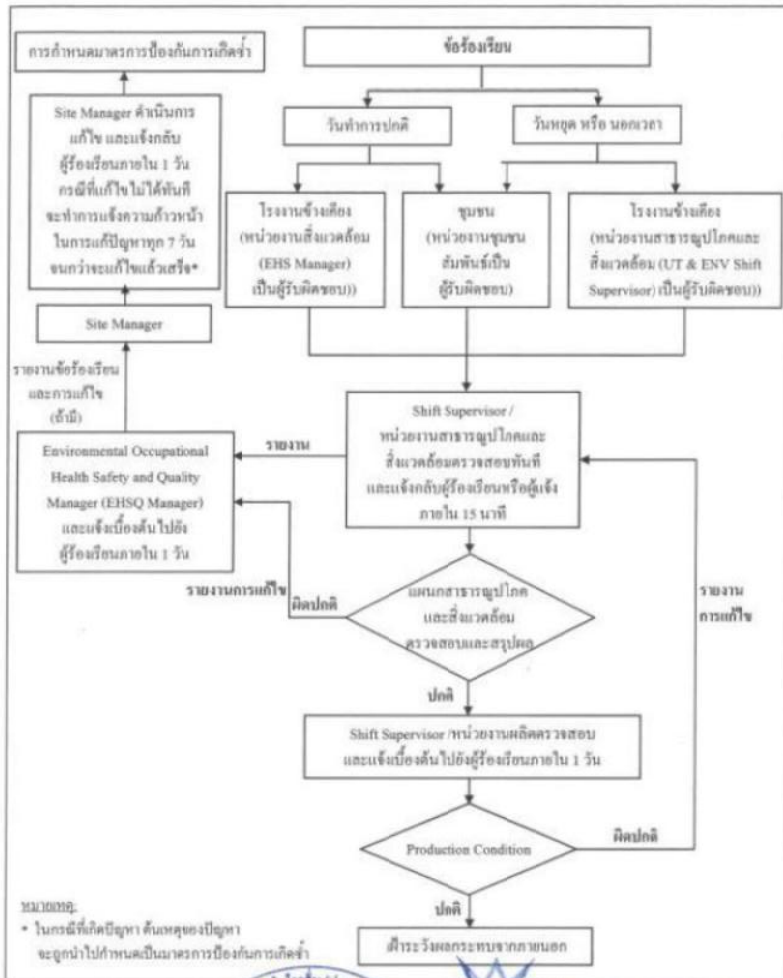 การกำหนดมาตรการป้องกันการเกิดซ้ำ
Site Manager ดำเนินการ
แก้ไข และแจ้งกลับ
ผู้ร้องเรียนภายใน 1 วัน
กรณีที่แก้ไขไม่ได้ทันที
จะทำการแจ้งความก้าวหน้า
ในการแก้ปัญหาทุก 7 วัน
จนกว่าจะแก้ไขแล้วเสร็จ*
Site Manager
รายงานข้อร้องเรียน
และการแก้ไข
(ถ้ามี)
Environmental Occupational
Health Safety and Quality
Manager (EHSQ Manager)
และแจ้งเบื้องต้นไปยัง
ผู้ร้องเรียนภายใน 1 วัน
ข้อร้องเรียน
วันทำการปกติ
วันหยุด หรือ นอกเวลา
โรงงานข้างเคียง
(หน่วยงานสิ่งแวดล้อม
(EHS Manager)
เป็นผู้รับผิดชอบ))
ชุมชน
(หน่วยงานชุมชน
สัมพันธ์เป็น
ผู้รับผิดชอบ)
โรงงานข้างเคียง
(หน่วยงานสาธารณูปโภคและ
สิ่งแวดล้อม (UT & ENV Shift
Supervisor) เป็นผู้รับผิดชอบ))
Shift Supervisor /
หน่วยงานสาธารณูปโภคและ
สิ่งแวดล้อมตรวจสอบทันที
และแจ้งกลับผู้ร้องเรียนหรือผู้แจ้ง
ภายใน 15 นาที
รายงาน
รายงานการแก้ไข
ผิดปกติ
แผนกสาธารณูปโภค
และสิ่งแวดล้อม
ตรวจสอบและสรุปผล
รายงาน
การแก้ไข
ปกติ
Shift Supervisor /หน่วยงานผลิตตรวจสอบ
และแจ้งเบื้องต้นไปยังผู้ร้องเรียนภายใน 1 วัน
Production Condition
ผิดปกติ
ปกติ
เฝ้าระวังผลกระทบจากภายนอก
หมายเหตุ:
* ในกรณีที่เกิดปัญหา ต้นเหตุของปัญหา
จะถูกนำไปกำหนดเป็นมาตรการป้องกันการเกิดซ้ำ